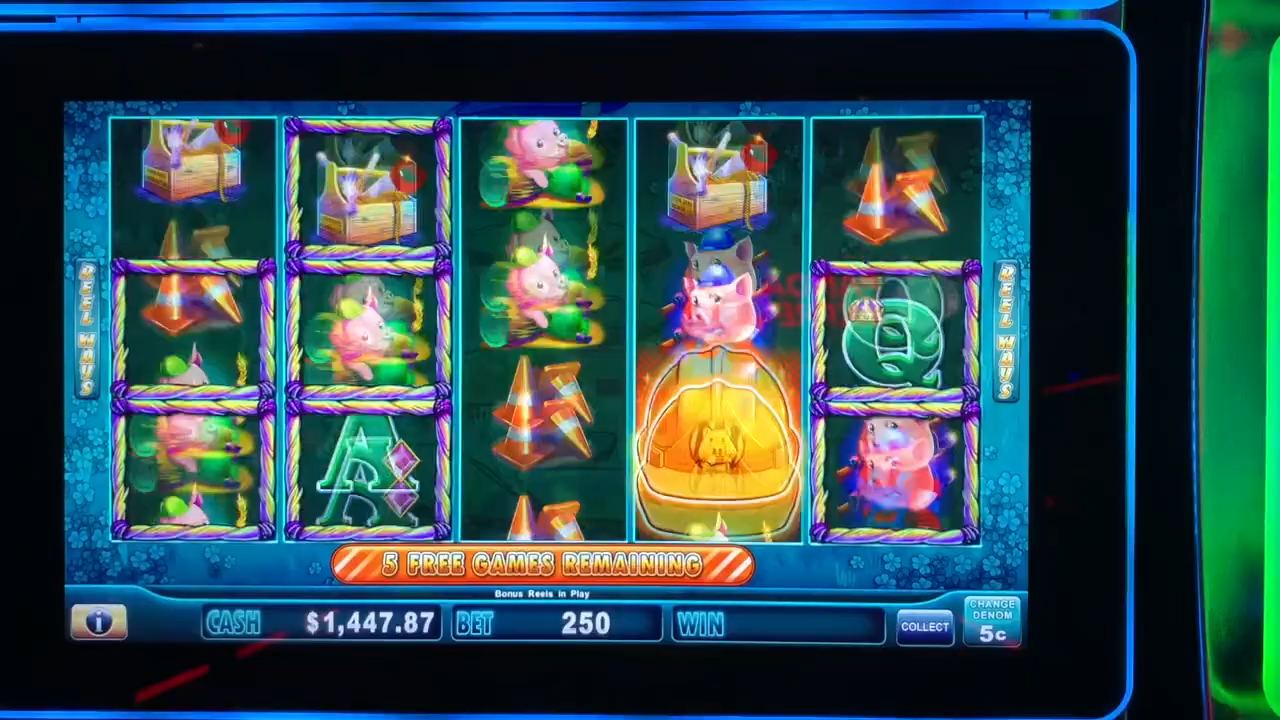 REEL WAYS
REEL WAYS
A
Q
5 FREE GAMES REMAINING
Bonus Reels in Play
i
CASH $1,447.87
BET 250
WIN
COLLECT
CHANGE
DENOM
5¢